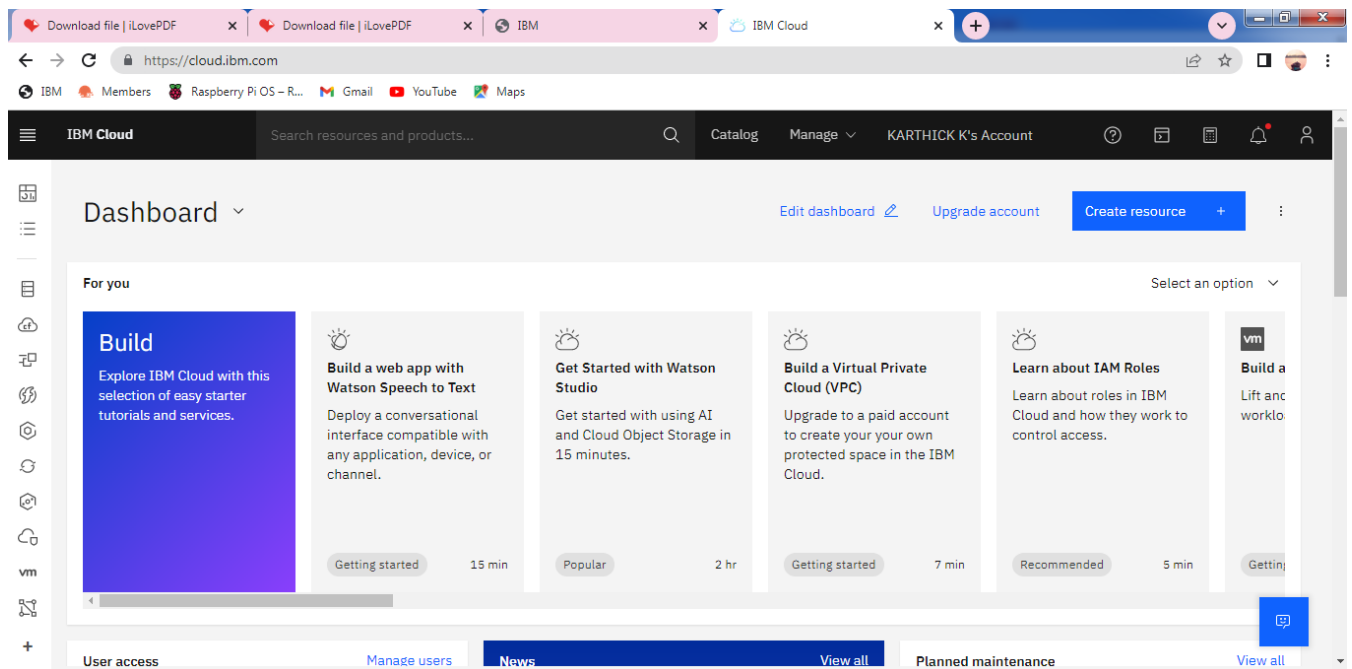 Download file | iLovePDF
Download file | iLovePDF
IBM
IBM Cloud
https://cloud.ibm.com
IBM
Members
Raspberry Pi OS – R...
Gmail
YouTube
Maps
IBM Cloud
Search resources and products...
Catalog
Manage
KARTHICK K's Account
Dashboard
Edit dashboard
Upgrade account
Create resource +
For you
Select an option
Build
Explore IBM Cloud with this
selection of easy starter
tutorials and services.
Build a web app with
Watson Speech to Text
Deploy a conversational
interface compatible with
any application, device, or
channel.
Getting started
15 min
Get Started with Watson
Studio
Get started with using AI
and Cloud Object Storage in
15 minutes.
Popular
2 hr
Build a Virtual Private
Cloud (VPC)
Upgrade to a paid account
to create your your own
protected space in the IBM
Cloud.
Getting started
7 min
Learn about IAM Roles
Learn about roles in IBM
Cloud and how they work to
control access.
Recommended
5 min
vm
Build a
Lift and
cf
vm
User access
Manage users
News
View all
Planned maintenance
View all